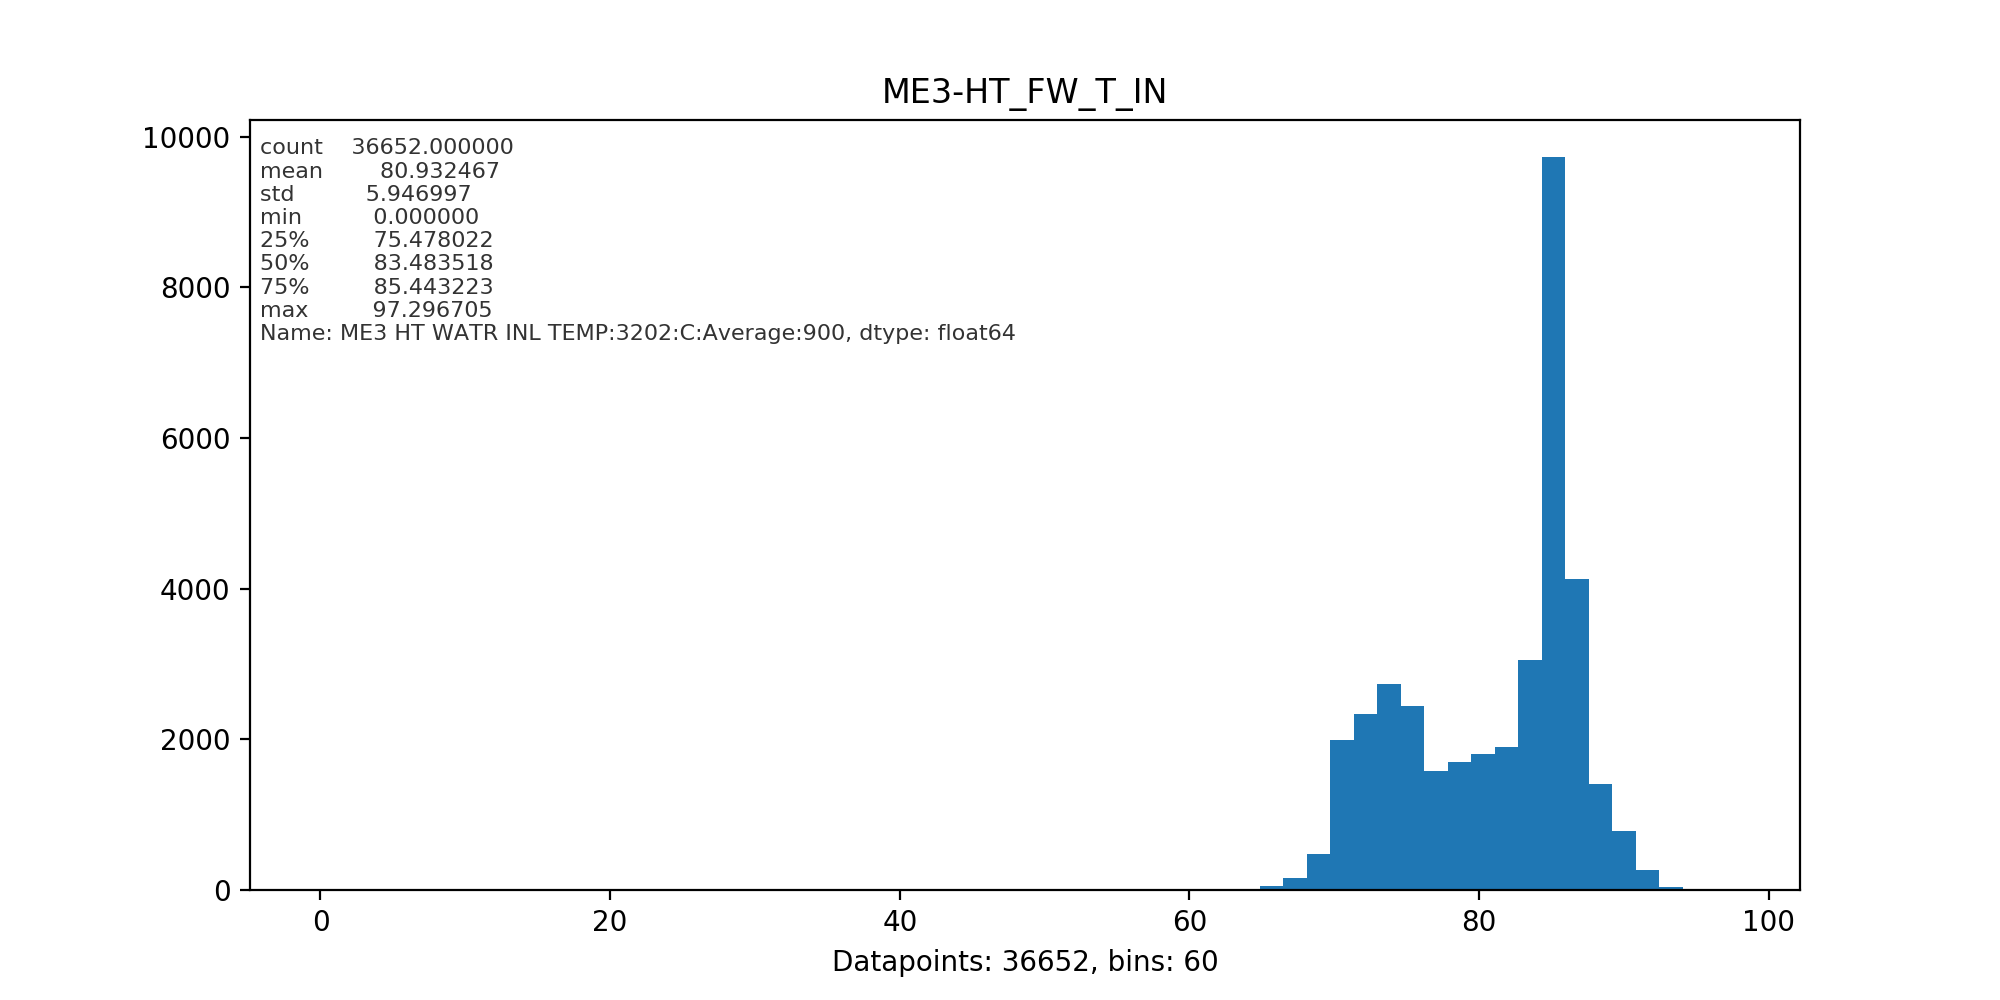 ME3-HT_FW_T_IN
10000
8000
6000
4000
2000
0
count 36652.000000
mean 80.932467
std 5.946997
min 0.000000
25% 75.478022
50% 83.483518
75% 85.443223
max 97.296705
Name: ME3 HT WATR INL TEMP:3202:C:Average:900, dtype: float64
0 20 40 60 80 100
Datapoints: 36652, bins: 60